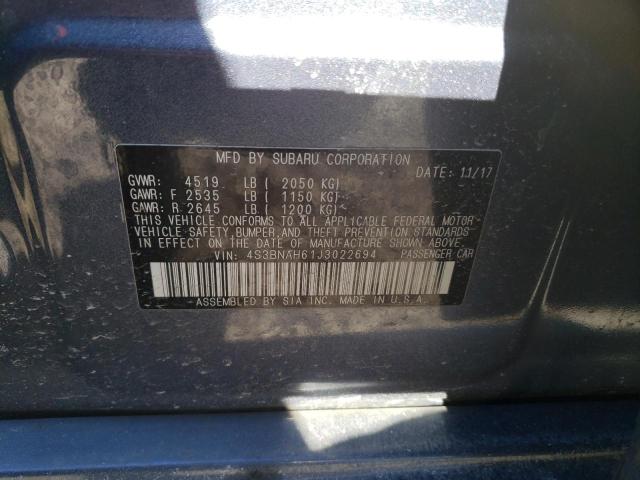 MFD BY SUBARU CORPORATION
DATE: 11/17
GVWR: 4519 LB ( 2050 KG)
GAWR: F 2535 LB ( 1150 KG)
GAWR: R 2645 LB ( 1200 KG)
THIS VEHICLE CONFORMS TO ALL APPLICABLE FEDERAL MOTOR
VEHICLE SAFETY, BUMPER, AND THEFT PREVENTION STANDARDS
IN EFFECT ON THE DATE OF MANUFACTURE SHOWN ABOVE.
VIN: 4S3BNAH61J3022694 PASSENGER CAR
ASSEMBLED BY SIA INC. MADE IN U.S.A.